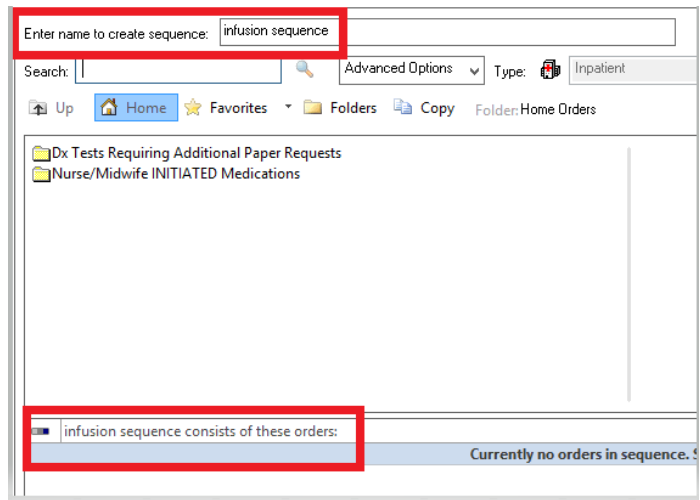 Enter name to create sequence: infusion sequence
Search: Advanced Options Type: Inpatient
Up Home Favorites Folders Copy Folder: Home Orders
Dx Tests Requiring Additional Paper Requests
Nurse/Midwife INITIATED Medications
infusion sequence consists of these orders:
Currently no orders in sequence.